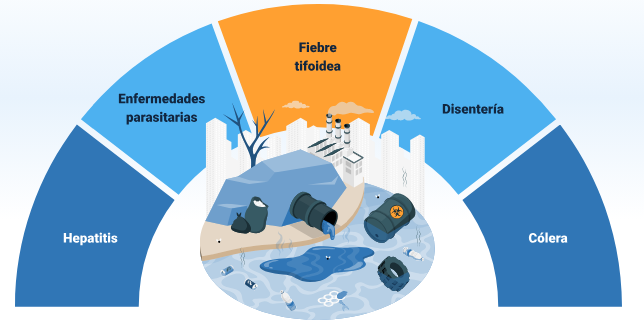 Fiebre
tifoidea
Enfermedades
parasitarias
Disentería
Hepatitis
Cólera